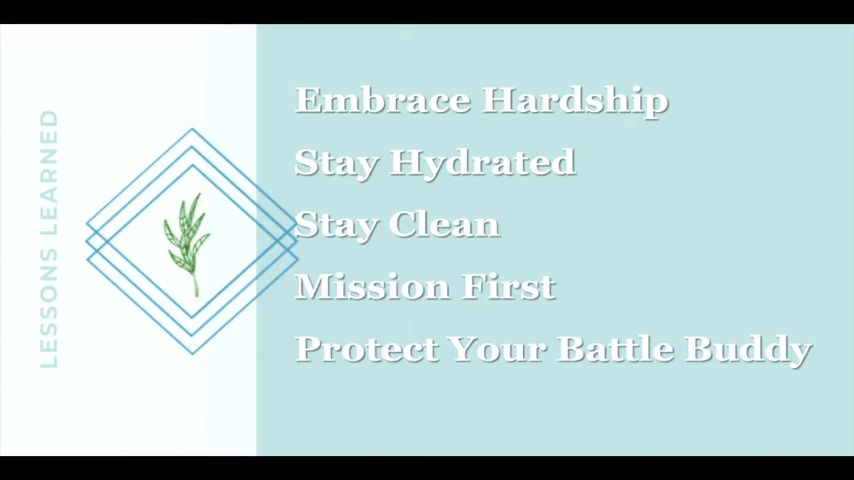 LESSONS LEARNED
Embrace Hardship
Stay Hydrated
Stay Clean
Mission First
Protect Your Battle Buddy